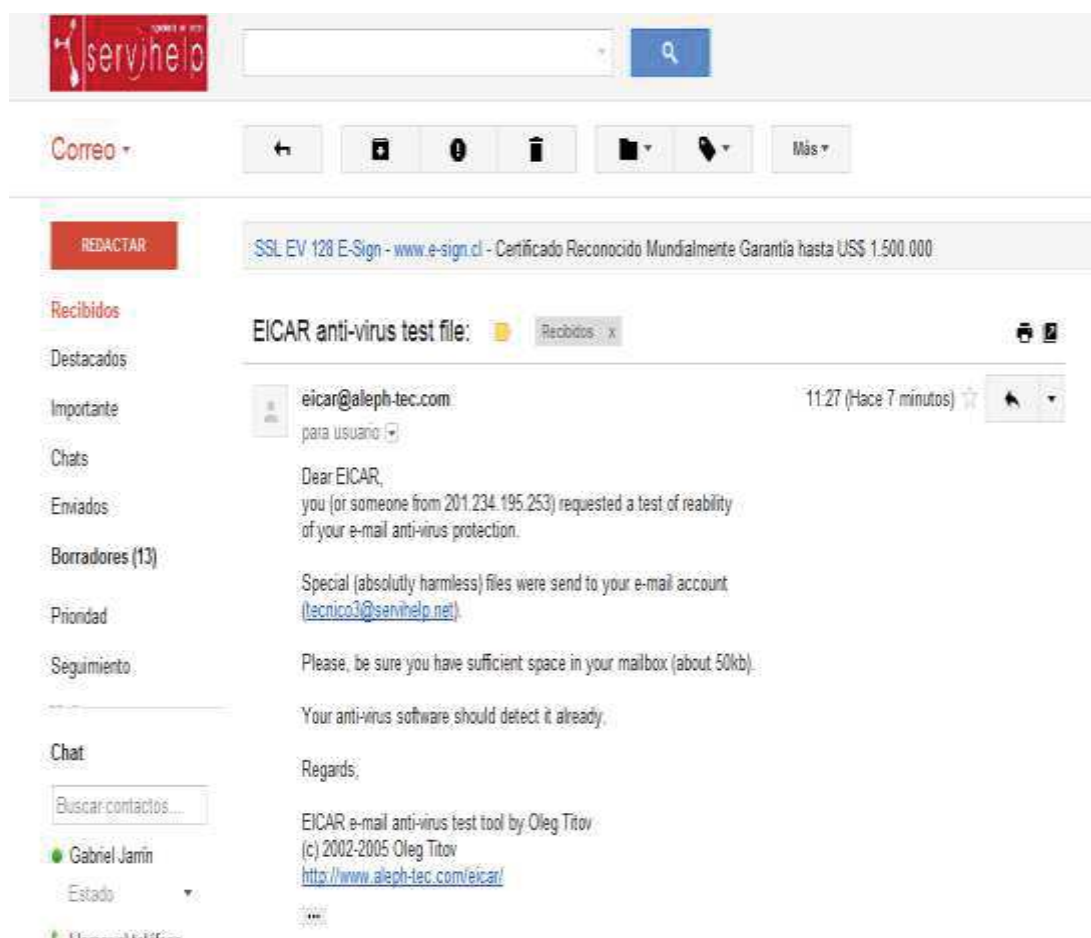 servihelp
Correo
Más
REDACTAR
SSL EV 128 E-Sign - www.e-sign.cl - Certificado Reconocido Mundialmente Garantía hasta US$ 1.500.000
Recibidos
Destacados
Importante
Chats
Enviados
Borradores (13)
Prioridad
Seguimiento
Chat
Buscar contactos...
Gabriel Jarrín
Estado
EICAR anti-virus test file:
Recibidos x
eicar@aleph-tec.com
11:27 (Hace 7 minutos)
para usuario
Dear EICAR,
you (or someone from 201.234.195.253) requested a test of reability
of your e-mail anti-virus protection.
Special (absolutly harmless) files were send to your e-mail account
(tecnico3@servihelp.net).
Please, be sure you have sufficient space in your mailbox (about 50kb).
Your anti-virus software should detect it already.
Regards,
EICAR e-mail anti-virus test tool by Oleg Titov
(c) 2002-2005 Oleg Titov
http://www.aleph-tec.com/eicar/
...